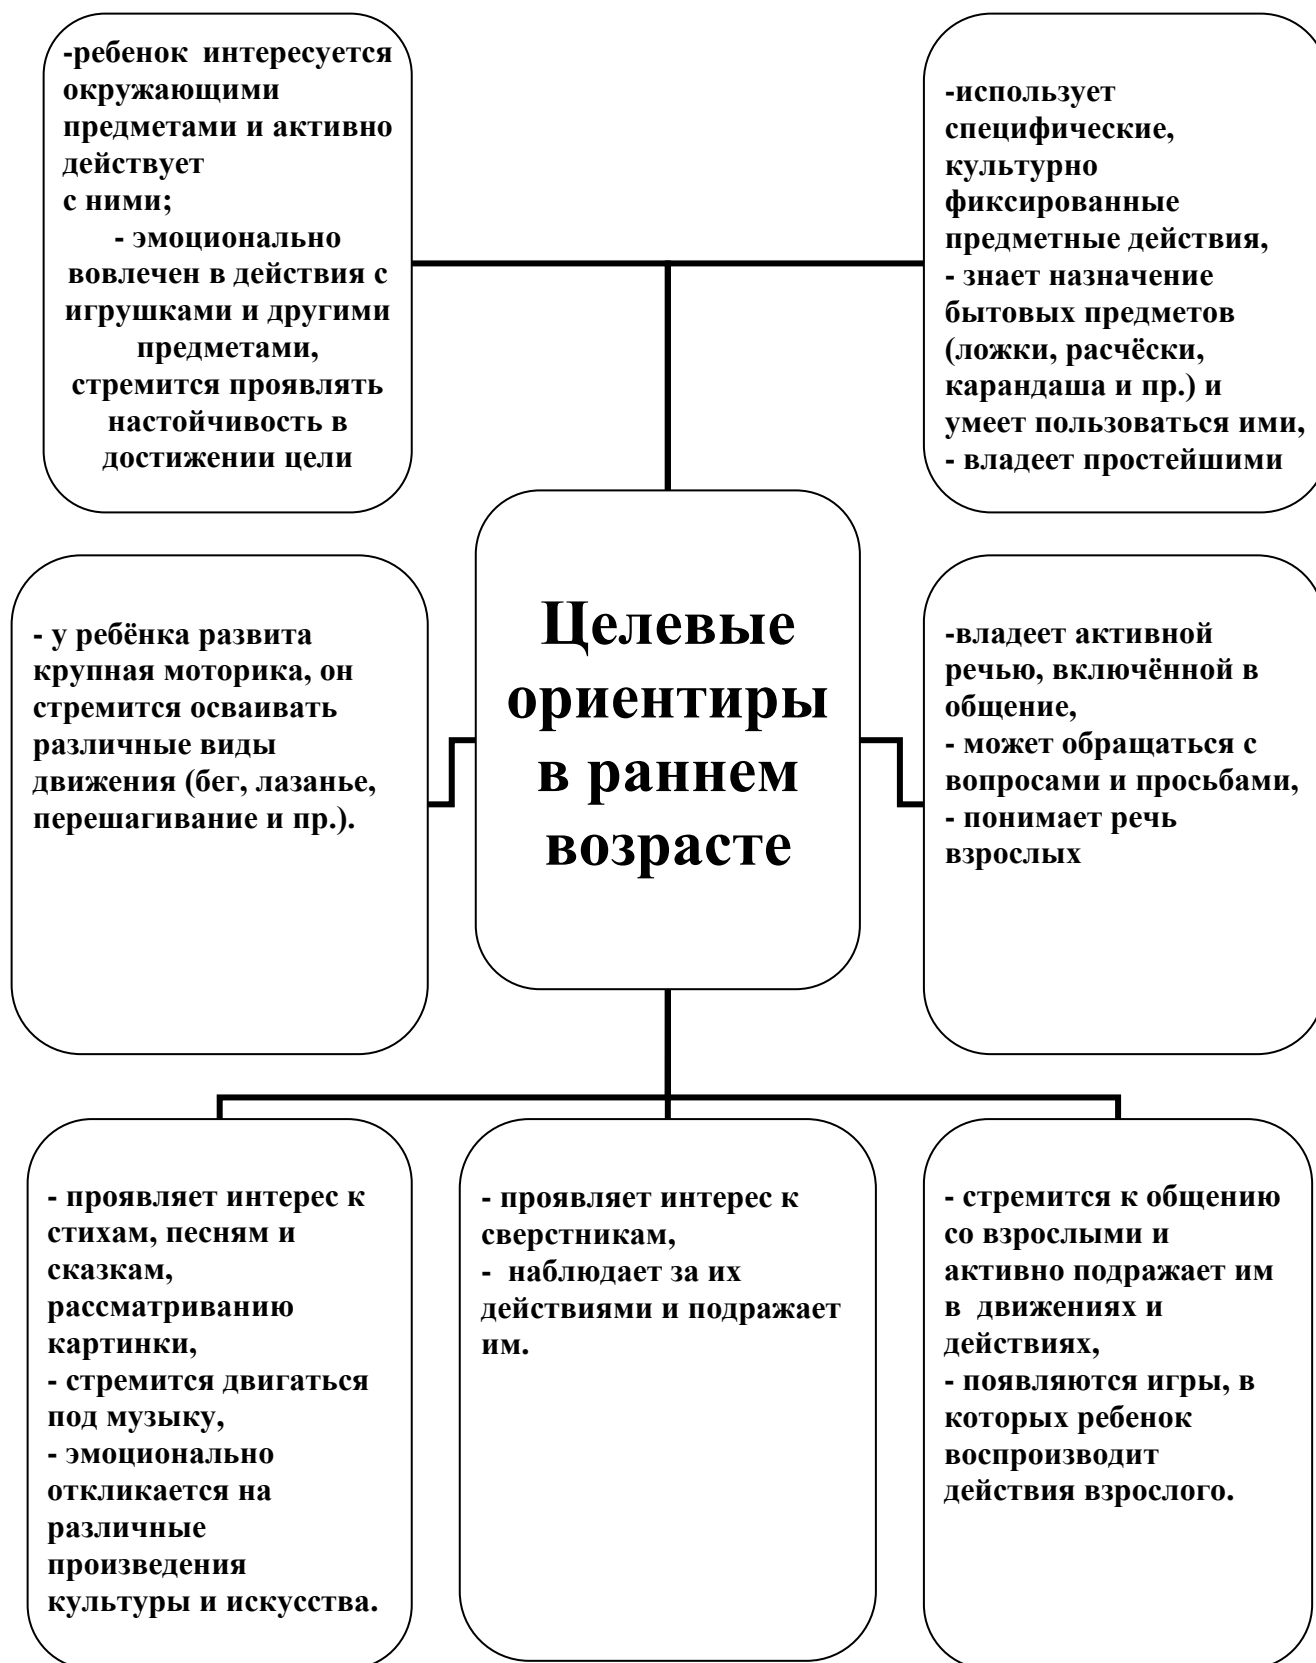 -ребенок интересуется
окружающими
предметами и активно
действует
с ними;
- эмоционально
вовлечен в действия с
игрушками и другими
предметами,
стремится проявлять
настойчивость в
достижении цели
-использует
специфические,
культурно
фиксированные
предметные действия,
- знает назначение
бытовых предметов
(ложки, расчёски,
карандаша и пр.) и
умеет пользоваться ими,
- владеет простейшими
- у ребёнка развита
крупная моторика, он
стремится осваивать
различные виды
движения (бег, лазанье,
перешагивание и пр.).
Целевые
ориентиры
в раннем
возрасте
-владеет активной
речью, включённой в
общение,
- может обращаться с
вопросами и просьбами,
- понимает речь
взрослых
- проявляет интерес к
стихам, песням и
сказкам,
рассматриванию
картинки,
- стремится двигаться
под музыку,
- эмоционально
откликается на
различные
произведения
культуры и искусства.
- проявляет интерес к
сверстникам,
- наблюдает за их
действиями и подражает
им.
- стремится к общению
со взрослыми и
активно подражает им
в движениях и
действиях,
- появляются игры, в
которых ребенок
воспроизводит
действия взрослого.